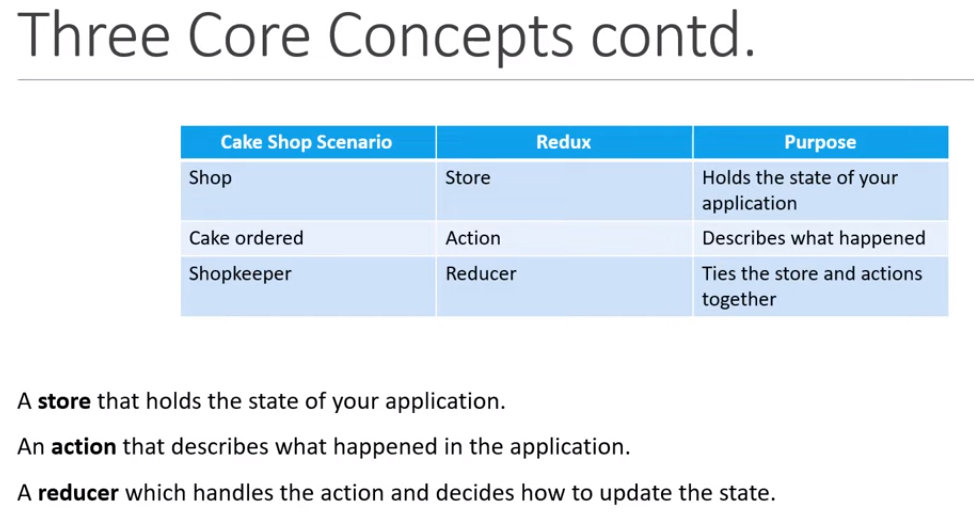 Three Core Concepts contd.
Cake Shop Scenario Redux Purpose
Shop Store Holds the state of your
application
Cake ordered Action Describes what happened
Shopkeeper Reducer Ties the store and actions
together
A store that holds the state of your application.
An action that describes what happened in the application.
A reducer which handles the action and decides how to update the state.